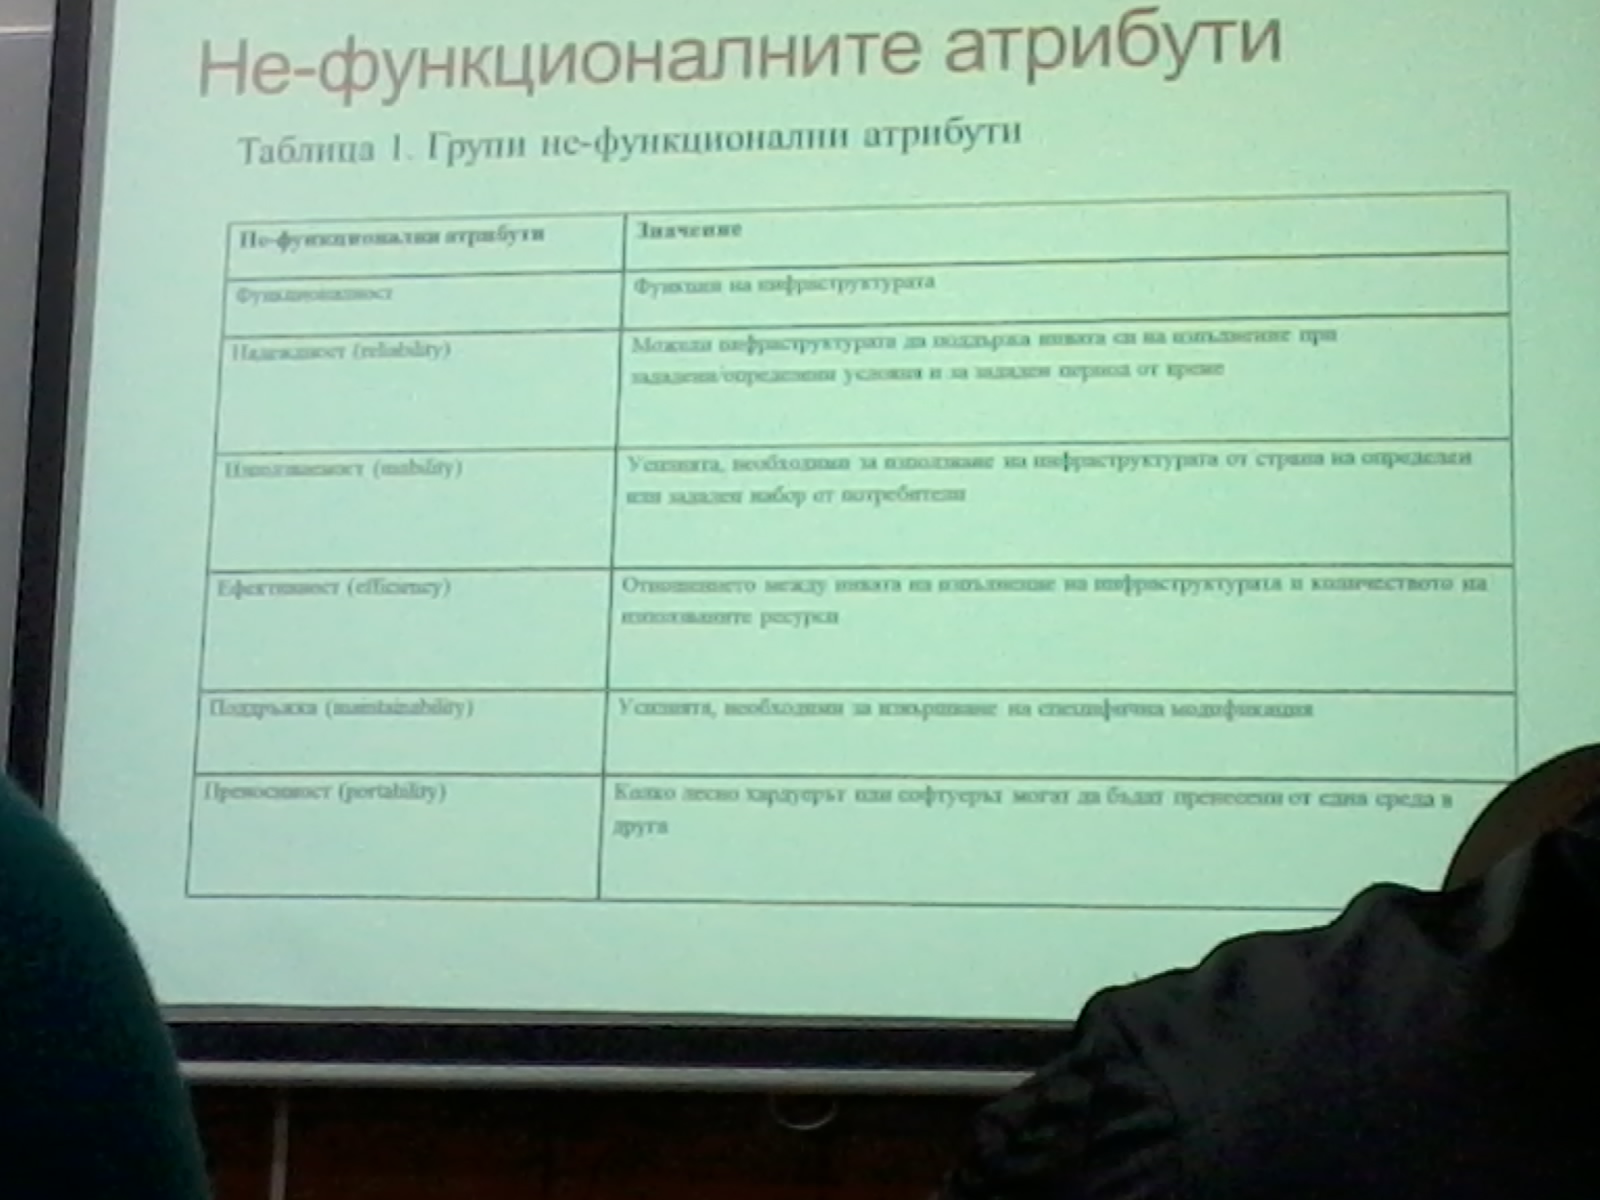 Не-функционалните атрибути
Таблица 1. Групи не-функционални атрибути
Не-функционални атрибути
Значение
Функционалност
Функции на инфраструктурата
Надеждност (reliability)
Може ли инфраструктурата да поддържа нивата си на изпълнение при
зададени/определени условия и за зададен период от време
Използваемост (usability)
Усилията, необходими за използване на инфраструктурата от страна на определен
или зададен набор от потребители
Ефективност (efficiency)
Отношението между нивата на изпълнение на инфраструктурата и количеството на
използваните ресурси
Поддръжка (maintainability)
Усилията, необходими за извършване на специфична модификация
Преносимост (portability)
Колко лесно хардуерът или софтуерът могат да бъдат пренесени от една среда в
друга